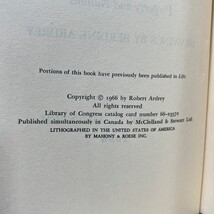 Portions of this book have previously been published in Life.
Copyright © 1966 by Robert Ardrey
All rights reserved
Library of Congress catalog card number 66-23572
Published simultaneously in Canada by McClelland & Stewart Ltd.
LITHOGRAPHED IN THE UNITED STATES OF AMERICA
BY MAHONY & ROESE INC.